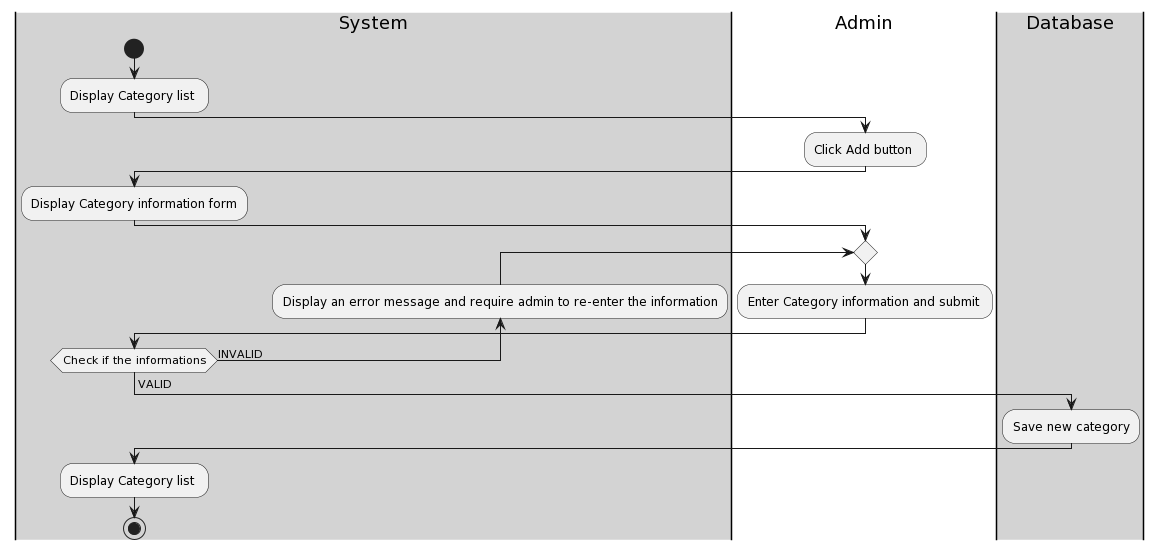 System
Admin
Database
Display Category list
Click Add button
Display Category information form
Display an error message and require admin to re-enter the information
Enter Category information and submit
Check if the informations
INVALID
VALID
Save new category
Display Category list